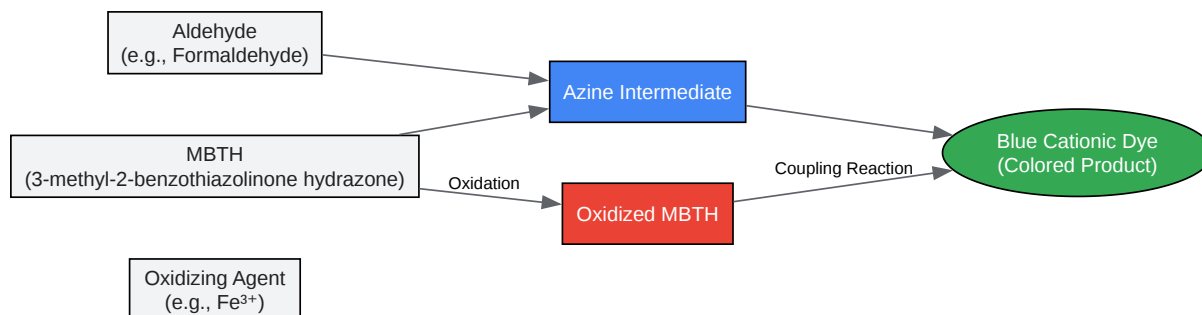 Aldehyde
(e.g., Formaldehyde)
Azine Intermediate
MBTH
(3-methyl-2-benzothiazolinone hydrazone)
Oxidation
Oxidized MBTH
Coupling Reaction
Blue Cationic Dye
(Colored Product)
Oxidizing Agent
(e.g., Fe³⁺)